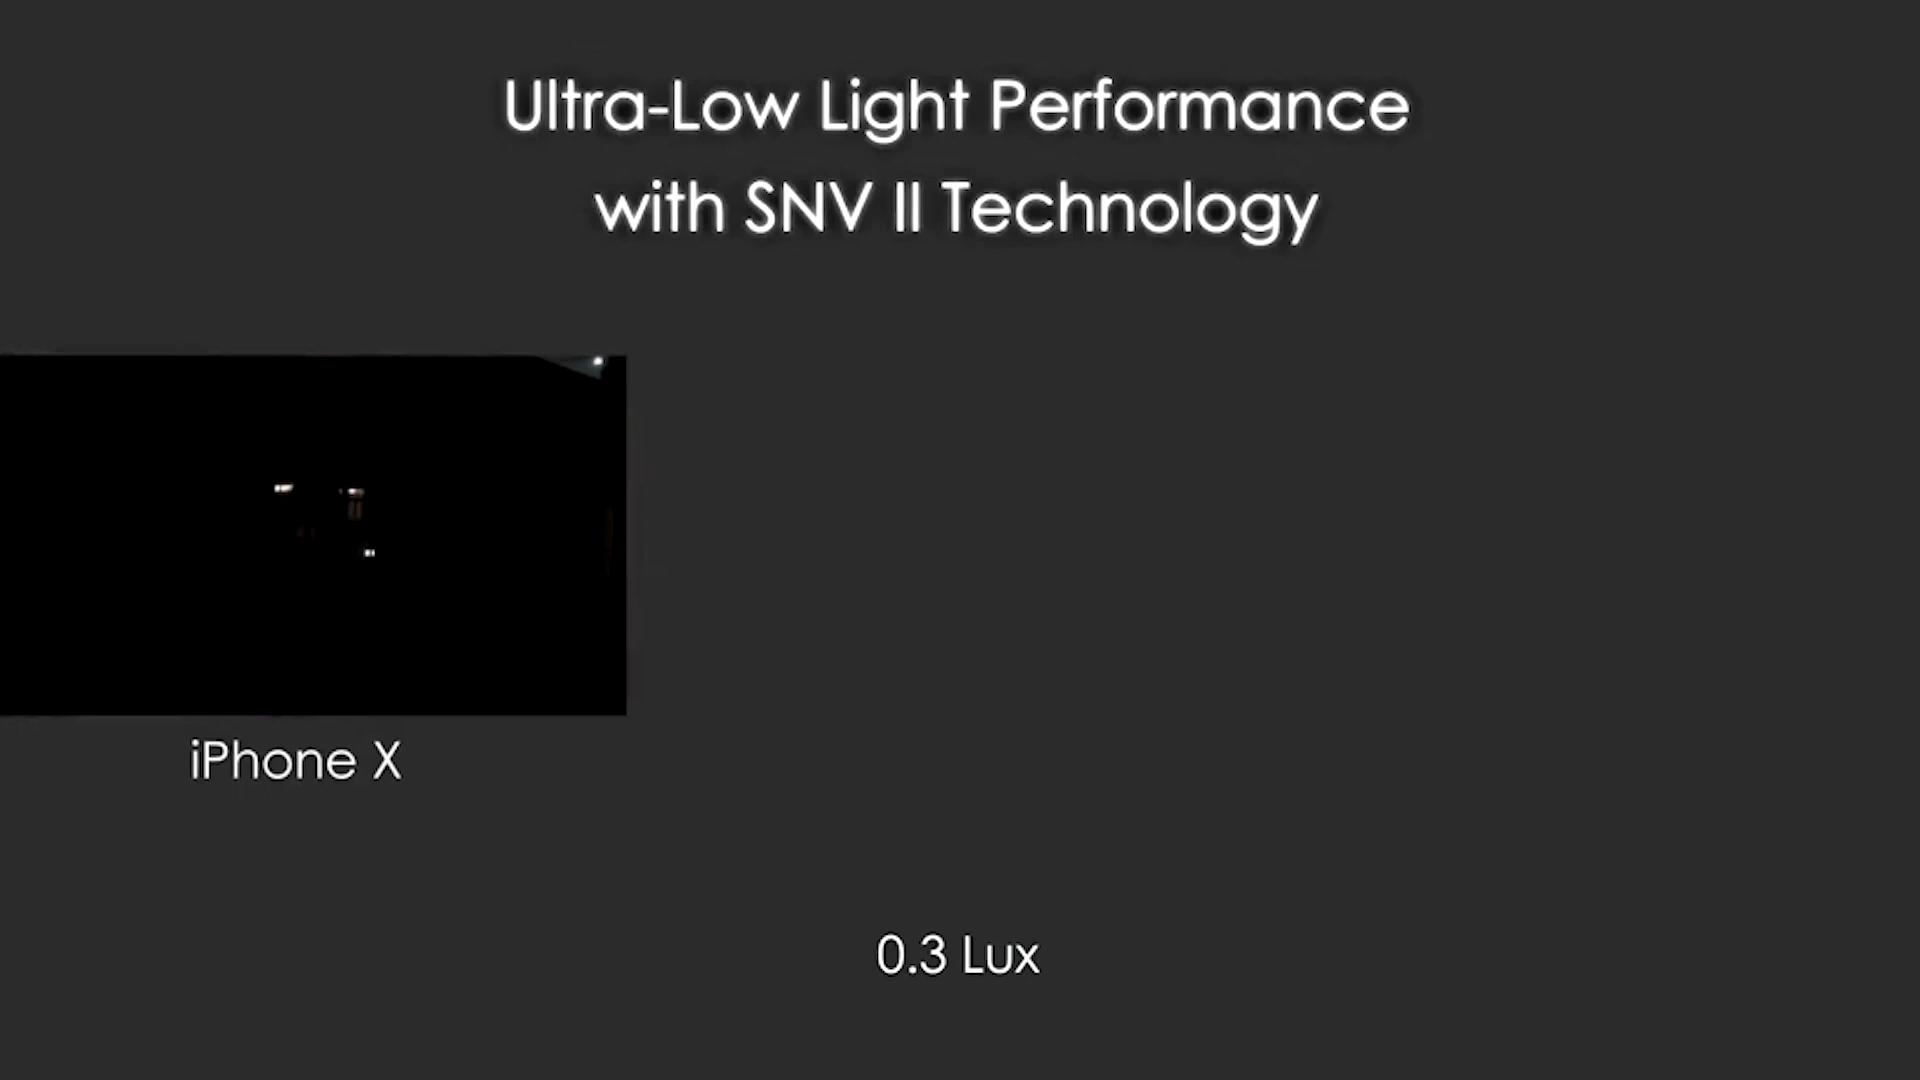 Ultra-Low Light Performance
with SNV II Technology
iPhone X
0.3 Lux